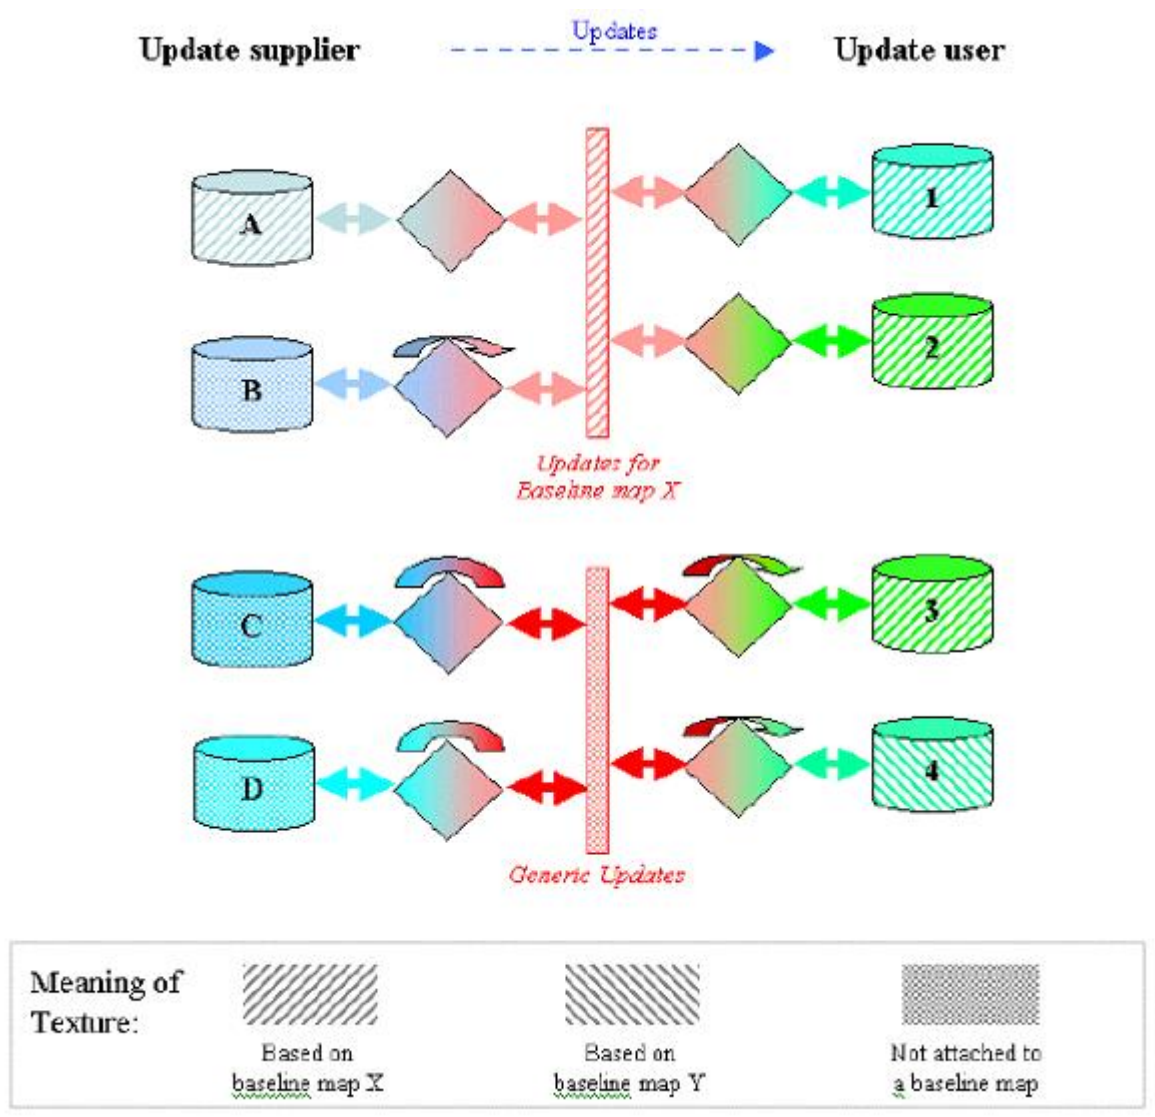 Update supplier
Updates
Update user
A
1
B
2
Updates for
Baseline map X
C
3
D
4
Generic Updates
Meaning of
Texture:
Based on
baseline map X
Based on
baseline map Y
Not attached to
a baseline map